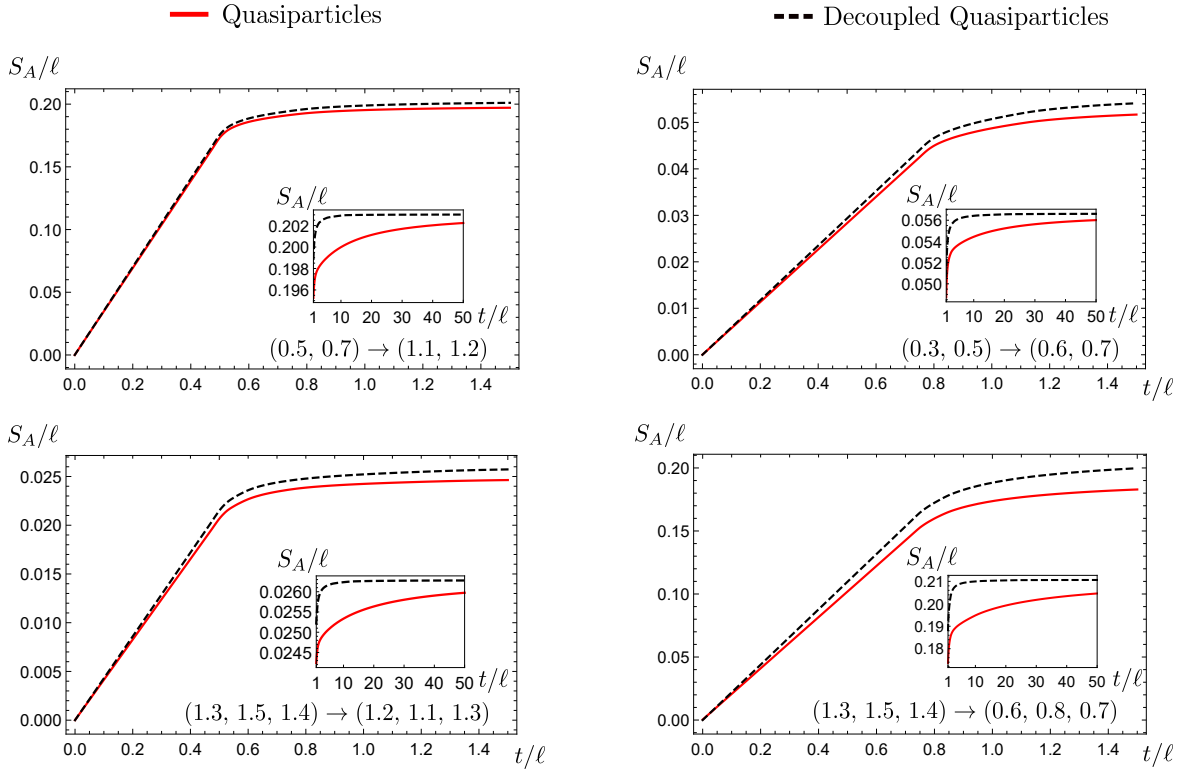 Quasiparticles
Decoupled Quasiparticles
S_A/ℓ
0.20
0.15
0.10
0.05
0.00
0.0 0.2 0.4 0.6 0.8 1.0 1.2 1.4
S_A/ℓ
0.202
0.200
0.198
0.196
1 10 20 30 40 50 t/ℓ
(0.5, 0.7) → (1.1, 1.2)
S_A/ℓ
0.05
0.04
0.03
0.02
0.01
0.00
0.0 0.2 0.4 0.6 0.8 1.0 1.2 1.4 t/ℓ
S_A/ℓ
0.056
0.054
0.052
0.050
1 10 20 30 40 50 t/ℓ
(0.3, 0.5) → (0.6, 0.7)
S_A/ℓ
0.025
0.020
0.015
0.010
0.005
0.000
0.0 0.2 0.4 0.6 0.8 1.0 1.2 1.4 t/ℓ
S_A/ℓ
0.0260
0.0255
0.0250
0.0245
1 10 20 30 40 50 t/ℓ
(1.3, 1.5, 1.4) → (1.2, 1.1, 1.3)
S_A/ℓ
0.20
0.15
0.10
0.05
0.00
0.0 0.2 0.4 0.6 0.8 1.0 1.2 1.4 t/ℓ
S_A/ℓ
0.21
0.20
0.19
0.18
1 10 20 30 40 50 t/ℓ
(1.3, 1.5, 1.4) → (0.6, 0.8, 0.7)